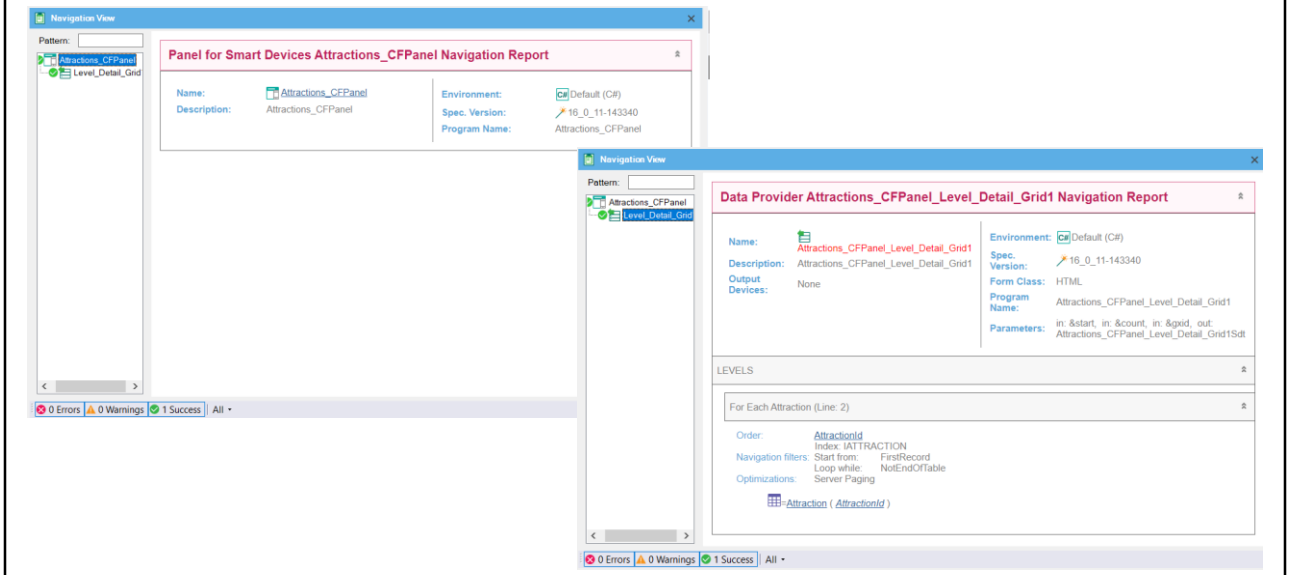 Navigation View
Pattern:
Attractions_CFPanel
Level_Detail_Grid
Panel for Smart Devices Attractions_CFPanel Navigation Report
Name: Attractions_CFPanel
Description: Attractions_CFPanel
Environment: C# Default (C#)
Spec. Version: 16_0_11-143340
Program Name: Attractions_CFPanel
0 Errors 0 Warnings 1 Success All
Navigation View
Pattern:
Attractions_CFPanel
Level_Detail_Grid
Data Provider Attractions_CFPanel_Level_Detail_Grid1 Navigation Report
Name: Attractions_CFPanel_Level_Detail_Grid1
Description: Attractions_CFPanel_Level_Detail_Grid1
Output
Devices: None
Environment: C# Default (C#)
Spec.
Version: 16_0_11-143340
Form Class: HTML
Program
Name: Attractions_CFPanel_Level_Detail_Grid1
Parameters: in: &start, in: &count, in: &gxid, out:
Attractions_CFPanel_Level_Detail_Grid1Sdt
LEVELS
For Each Attraction (Line: 2)
Order: AttractionId
Index: IATTRACTION
Navigation filters: Start from: FirstRecord
Loop while: NotEndOfTable
Optimizations: Server Paging
=Attraction ( AttractionId )
0 Errors 0 Warnings 1 Success All